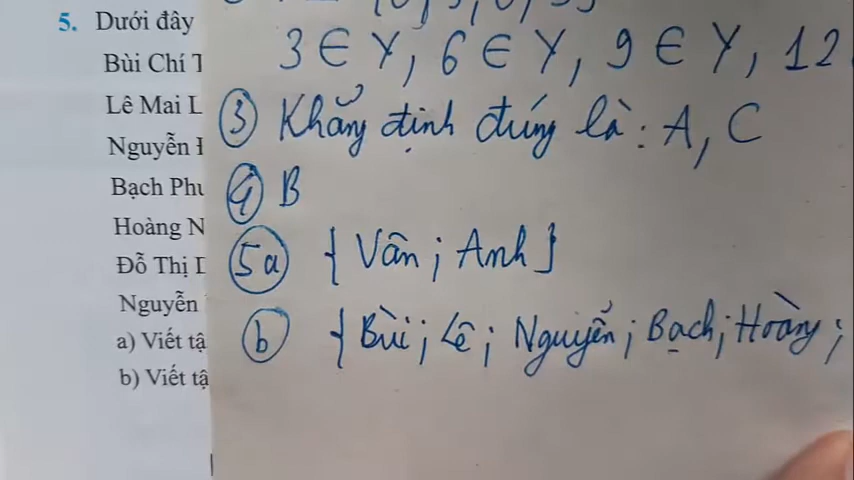 5. Dưới đây
Bùi Chí T
Lê Mai L
Nguyễn
Bạch Phư
Hoàng N
Đỗ Thị
Nguyễn
a) Viết tậ
b) Viết tậ
3 ∈ Y, 6 ∈ Y, 9 ∈ Y, 12
③ Khẳng định đúng là: A, C
④ B
5a {Vân; Anh}
b {Bùi; Lê; Nguyễn; Bạch; Hoàng;